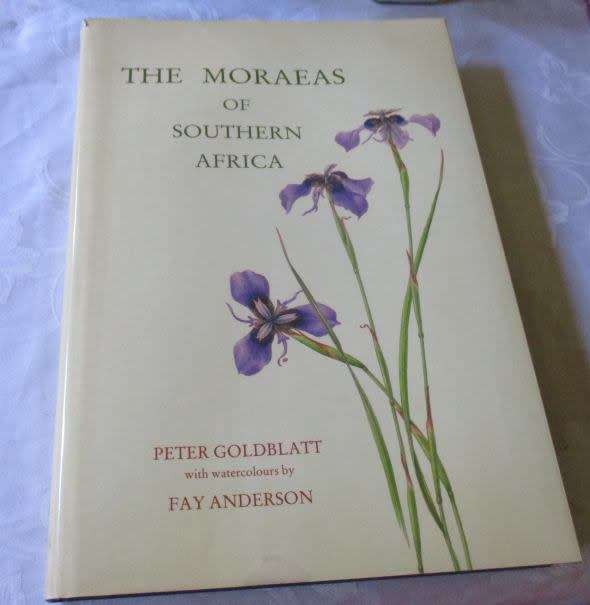 THE MORAEAS
OF
SOUTHERN
AFRICA
PETER GOLDBLATT
with watercolours by
FAY ANDERSON